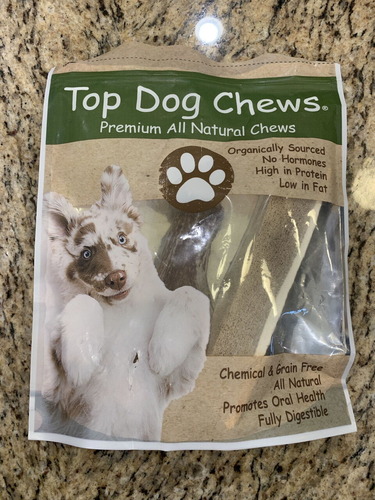 Top Dog Chews®
Premium All Natural Chews
Organically Sourced
No Hormones
High in Protein
Low in Fat
Chemical & Grain Free
All Natural
Promotes Oral Health
Fully Digestible